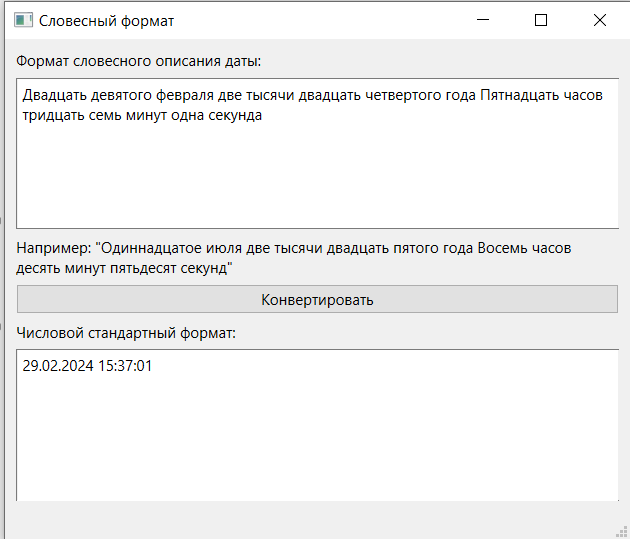 Словесный формат
Формат словесного описания даты:
Двадцать девятого февраля две тысячи двадцать четвертого года Пятнадцать часов
тридцать семь минут одна секунда
Например: "Одиннадцатое июля две тысячи двадцать пятого года Восемь часов
десять минут пятьдесят секунд"
Конвертировать
Числовой стандартный формат:
29.02.2024 15:37:01